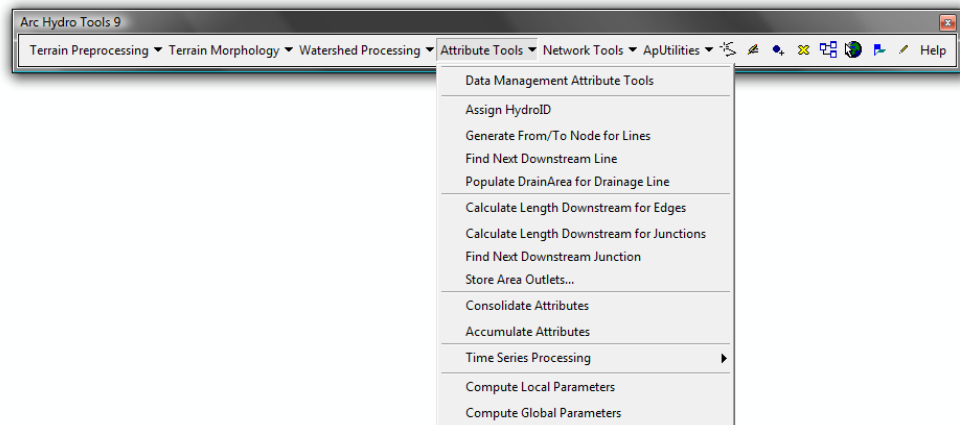 Arc Hydro Tools 9
Terrain Preprocessing Terrain Morphology Watershed Processing Attribute Tools Network Tools ApUtilities Help
Data Management Attribute Tools
Assign HydroID
Generate From/To Node for Lines
Find Next Downstream Line
Populate DrainArea for Drainage Line
Calculate Length Downstream for Edges
Calculate Length Downstream for Junctions
Find Next Downstream Junction
Store Area Outlets...
Consolidate Attributes
Accumulate Attributes
Time Series Processing
Compute Local Parameters
Compute Global Parameters